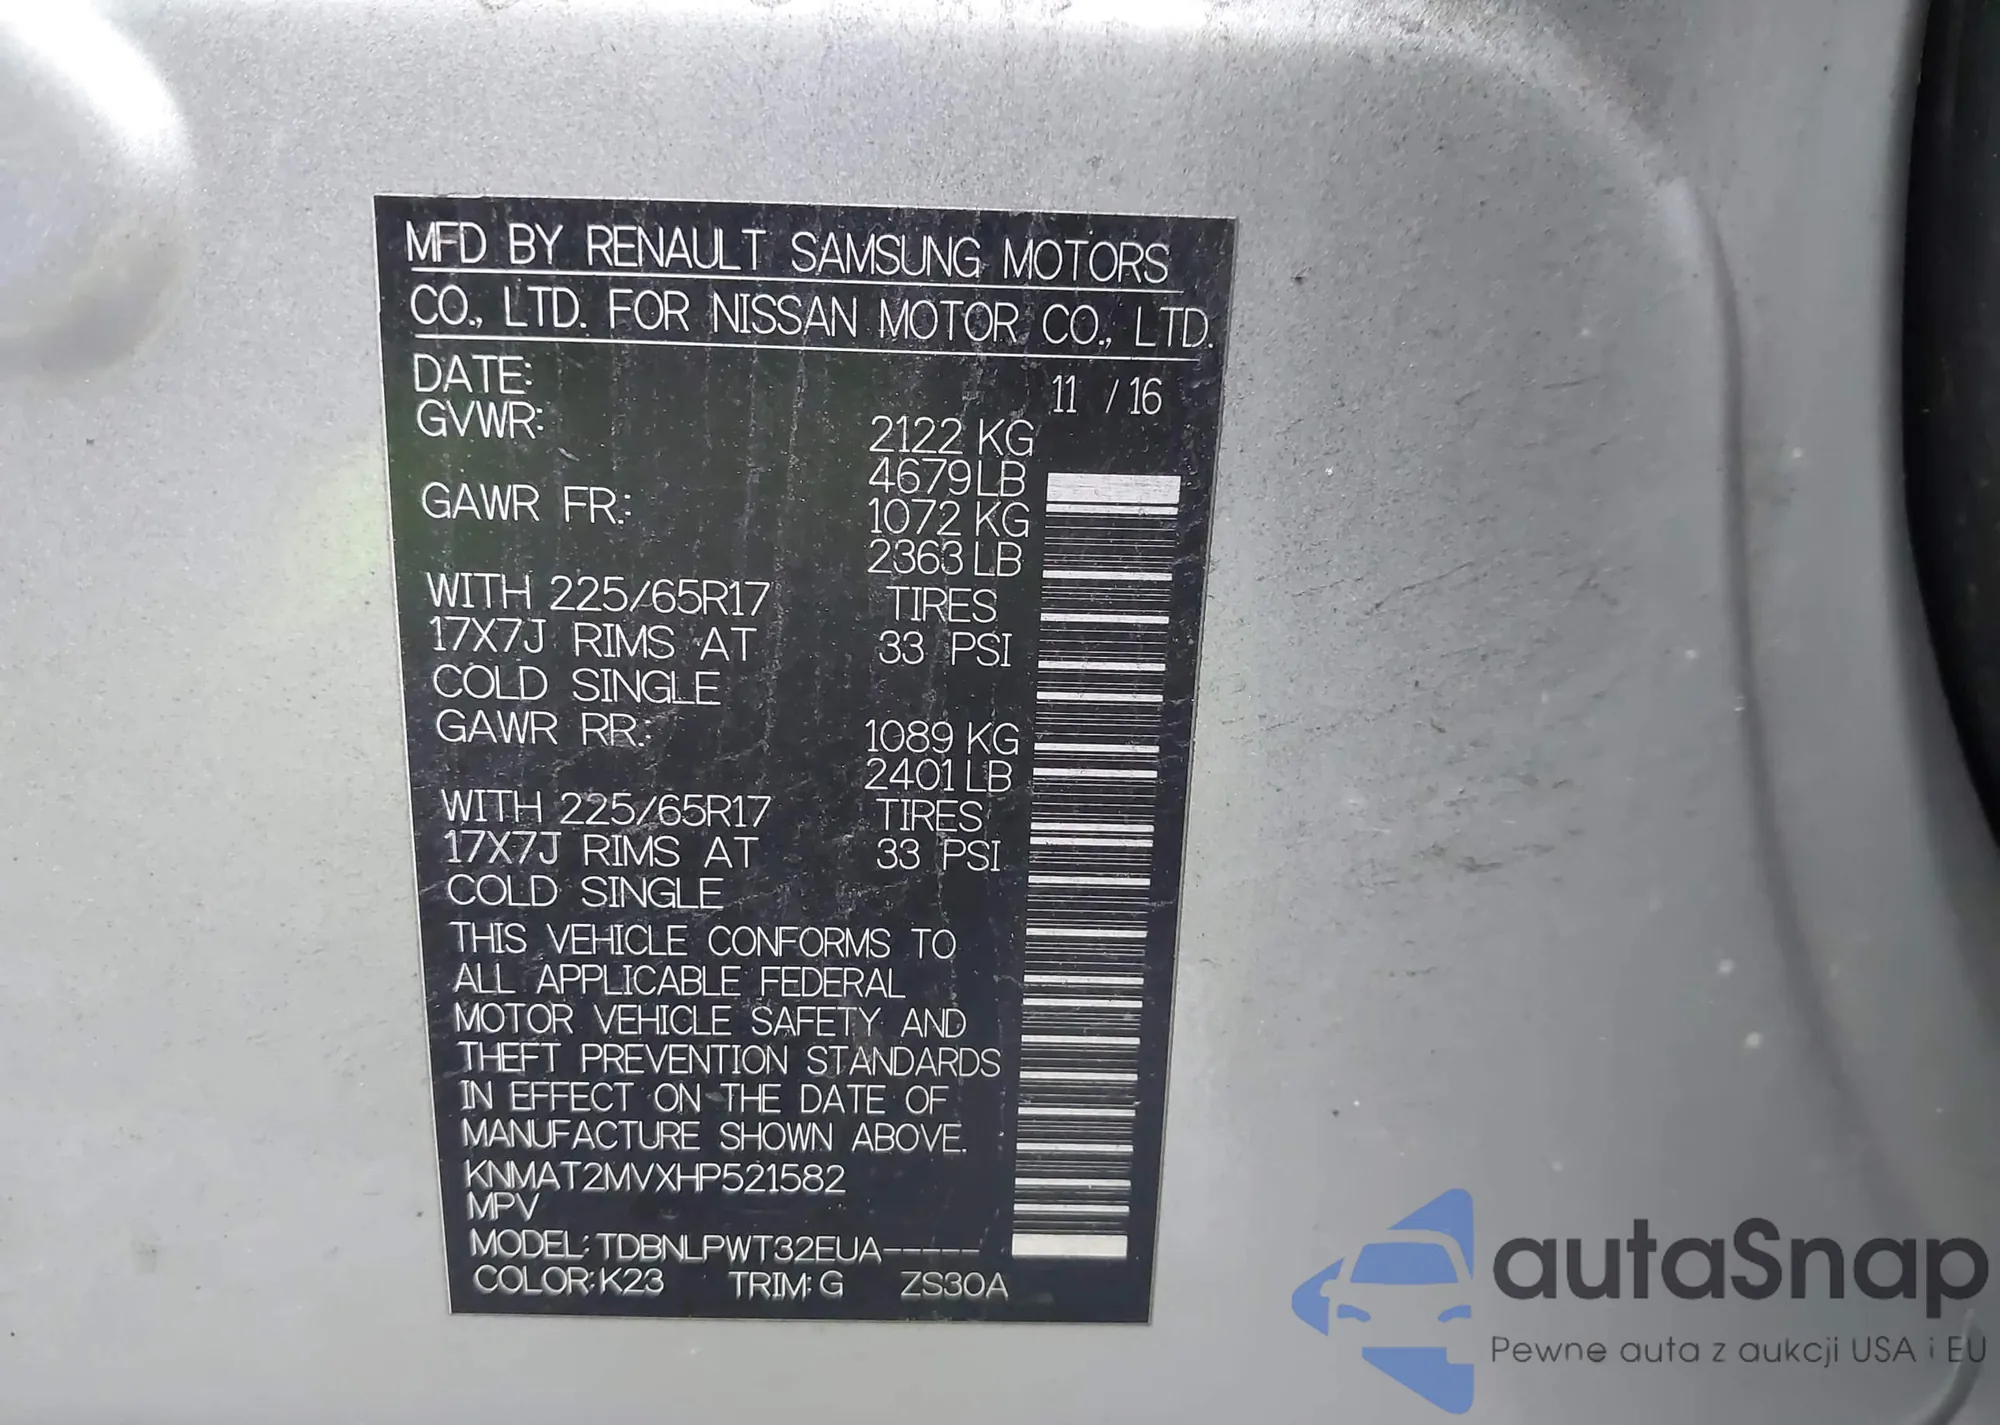 MFD BY RENAULT SAMSUNG MOTORS
CO., LTD. FOR NISSAN MOTOR CO., LTD.
DATE: 11 / 16
GVWR: 2122 KG
4679 LB
GAWR FR.: 1072 KG
2363 LB
WITH 225/65R17 TIRES
17X7J RIMS AT 33 PSI
COLD SINGLE
GAWR RR.: 1089 KG
2401 LB
WITH 225/65R17 TIRES
17X7J RIMS AT 33 PSI
COLD SINGLE
THIS VEHICLE CONFORMS TO
ALL APPLICABLE FEDERAL
MOTOR VEHICLE SAFETY AND
THEFT PREVENTION STANDARDS
IN EFFECT ON THE DATE OF
MANUFACTURE SHOWN ABOVE.
KNMAT2MVXHP521582
MPV
MODEL: TDBNLPWT32EUA-----
COLOR: K23 TRIM: G ZS30A
autaSnap
Pewne auta z aukcji USA i EU